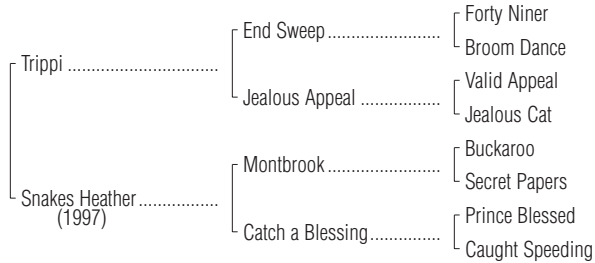 Forty Niner
End Sweep........................
Broom Dance
Trippi ................................
Valid Appeal
Jealous Appeal .................
Jealous Cat
Buckaroo
Montbrook........................
Secret Papers
Snakes Heather.................
(1997)
Prince Blessed
Catch a Blessing...............
Caught Speeding